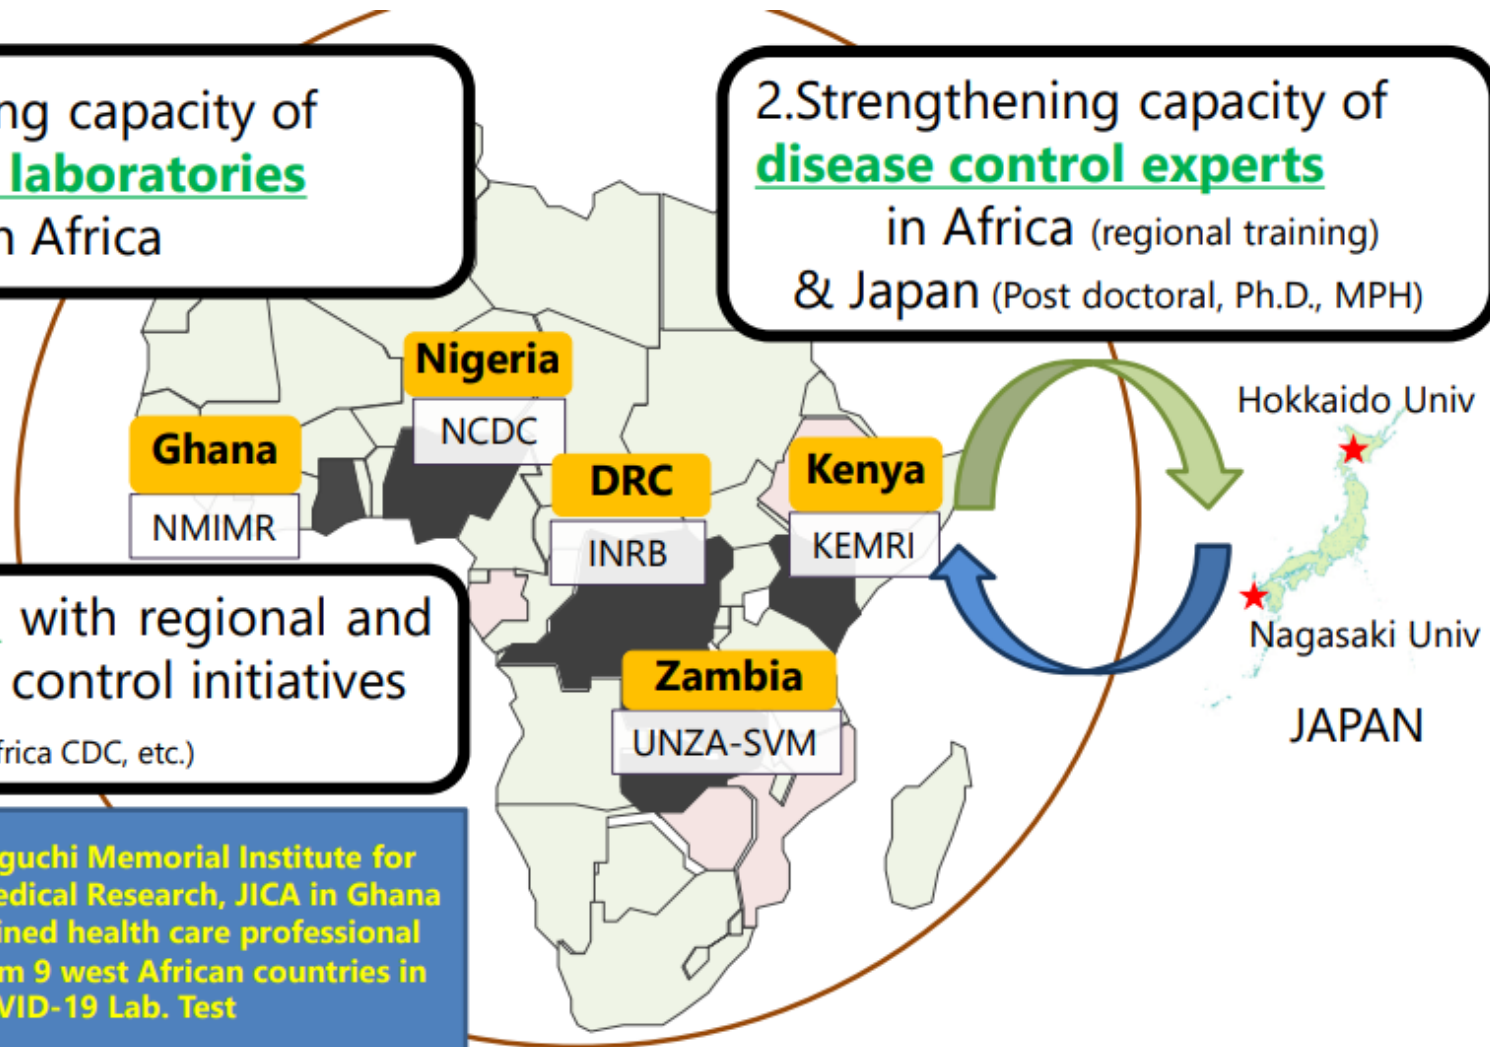 ng capacity of
laboratories
n Africa
2.Strengthening capacity of
disease control experts
in Africa (regional training)
& Japan (Post doctoral, Ph.D., MPH)
Nigeria
NCDC
Ghana
NMIMR
DRC
INRB
Kenya
KEMRI
Zambia
UNZA-SVM
Hokkaido Univ
Nagasaki Univ
JAPAN
with regional and
control initiatives
frica CDC, etc.)
guchi Memorial Institute for
edical Research, JICA in Ghana
ined health care professional
m 9 west African countries in
VID-19 Lab. Test